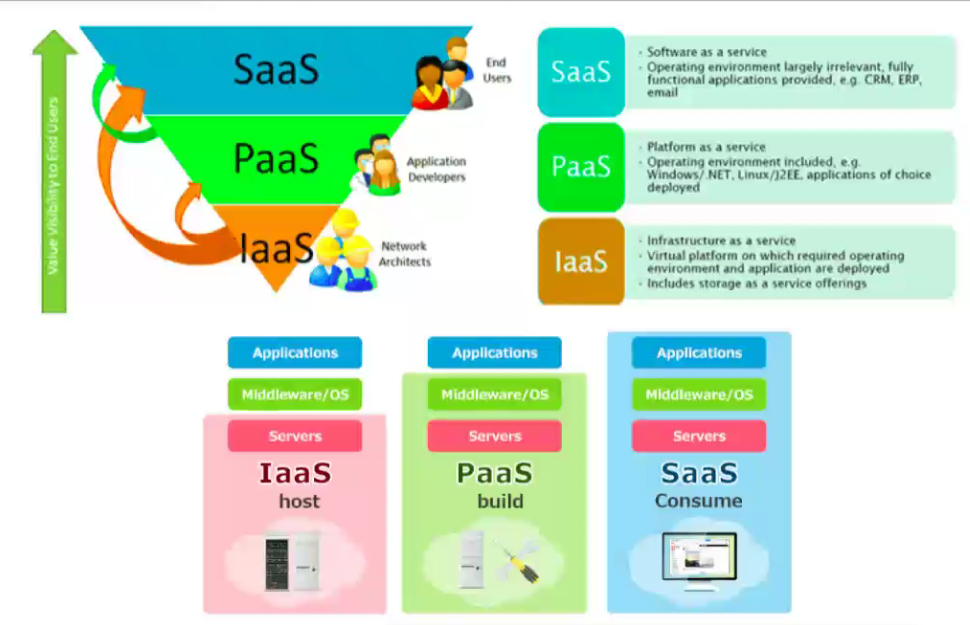 Value Visibility to End Users
SaaS
End
Users
PaaS
Application
Developers
IaaS
Network
Architects
SaaS
· Software as a service
· Operating environment largely irrelevant, fully
functional applications provided, e.g. CRM, ERP,
email
PaaS
· Platform as a service
· Operating environment included, e.g.
Windows/.NET, Linux/J2EE, applications of choice
deployed
IaaS
· Infrastructure as a service
· Virtual platform on which required operating
environment and application are deployed
· Includes storage as a service offerings
Applications
Middleware/OS
Servers
IaaS
host
Applications
Middleware/OS
Servers
PaaS
build
Applications
Middleware/OS
Servers
SaaS
Consume